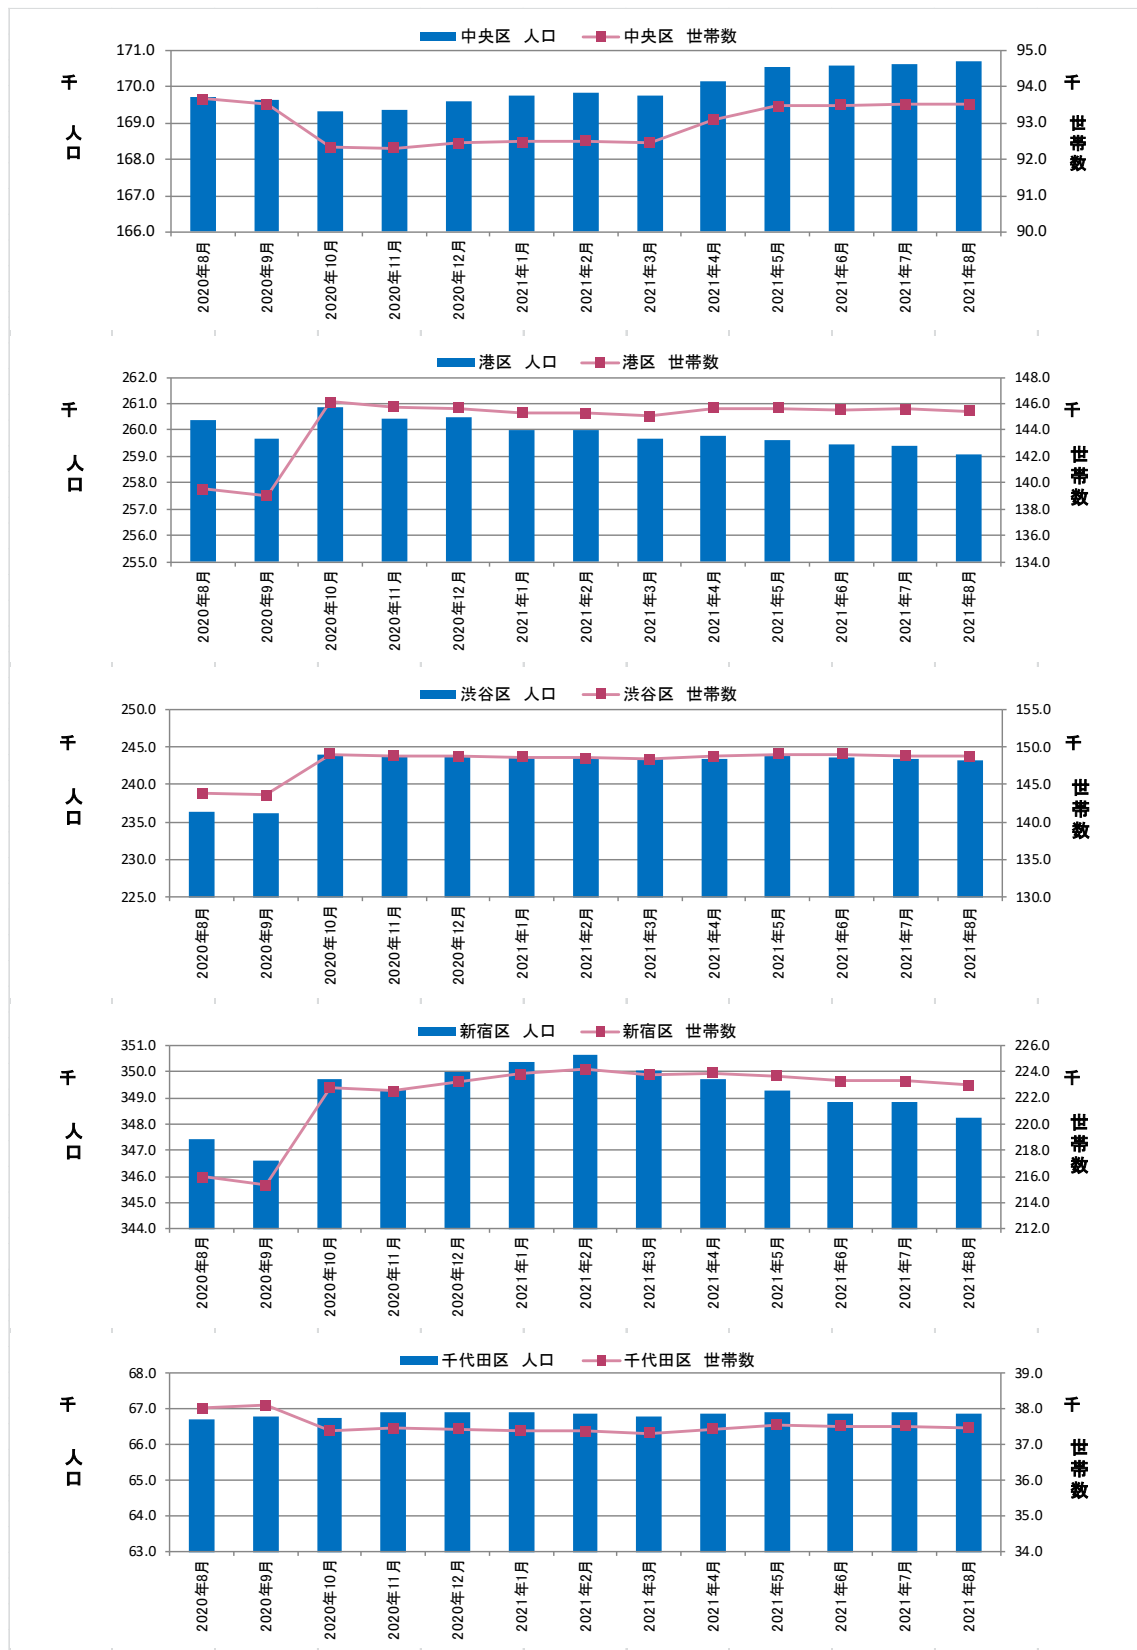 中央区　人口　中央区　世帯数
千
人口
171.0
170.0
169.0
168.0
167.0
166.0
95.0
94.0
93.0
92.0
91.0
90.0
千
世帯数
2020年8月
2020年9月
2020年10月
2020年11月
2020年12月
2021年1月
2021年2月
2021年3月
2021年4月
2021年5月
2021年6月
2021年7月
2021年8月
港区　人口　港区　世帯数
千
人口
262.0
261.0
260.0
259.0
258.0
257.0
256.0
255.0
148.0
146.0
144.0
142.0
140.0
138.0
136.0
134.0
千
世帯数
2020年8月
2020年9月
2020年10月
2020年11月
2020年12月
2021年1月
2021年2月
2021年3月
2021年4月
2021年5月
2021年6月
2021年7月
2021年8月
渋谷区　人口　渋谷区　世帯数
千
人口
250.0
245.0
240.0
235.0
230.0
225.0
155.0
150.0
145.0
140.0
135.0
130.0
千
世帯数
2020年8月
2020年9月
2020年10月
2020年11月
2020年12月
2021年1月
2021年2月
2021年3月
2021年4月
2021年5月
2021年6月
2021年7月
2021年8月
新宿区　人口　新宿区　世帯数
千
人口
351.0
350.0
349.0
348.0
347.0
346.0
345.0
344.0
226.0
224.0
222.0
220.0
218.0
216.0
214.0
212.0
千
世帯数
2020年8月
2020年9月
2020年10月
2020年11月
2020年12月
2021年1月
2021年2月
2021年3月
2021年4月
2021年5月
2021年6月
2021年7月
2021年8月
千代田区　人口　千代田区　世帯数
千
人口
68.0
67.0
66.0
65.0
64.0
63.0
39.0
38.0
37.0
36.0
35.0
34.0
千
世帯数
2020年8月
2020年9月
2020年10月
2020年11月
2020年12月
2021年1月
2021年2月
2021年3月
2021年4月
2021年5月
2021年6月
2021年7月
2021年8月